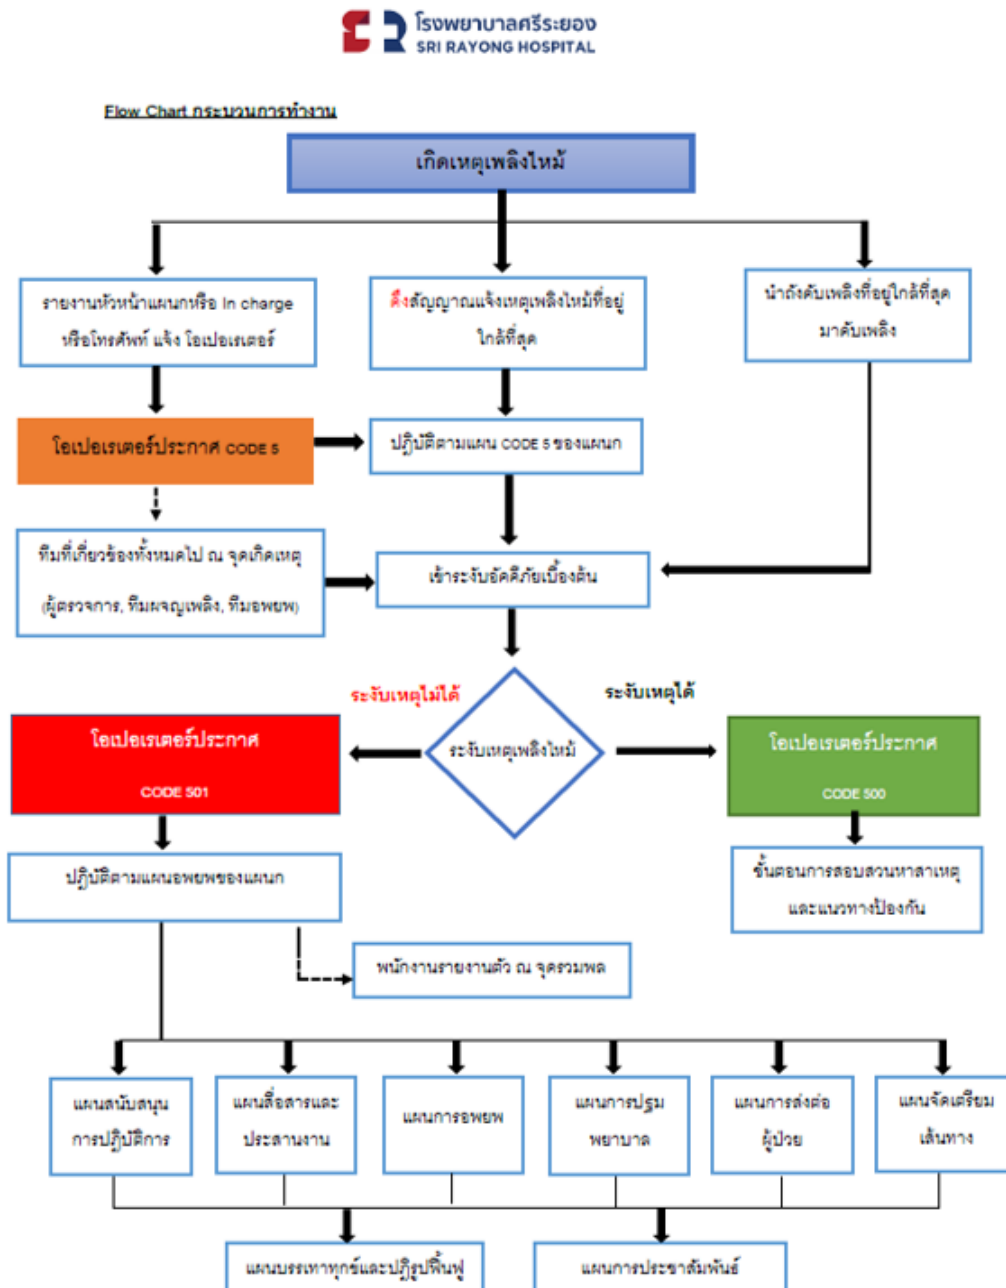 โรงพยาบาลศรีระยอง
SRI RAYONG HOSPITAL
Flow Chart กระบวนการทำงาน
เกิดเหตุเพลิงไหม้
รายงานหัวหน้าแผนกหรือ In charge
หรือโทรศัพท์ แจ้ง โอเปอเรเตอร์
ดึงสัญญาณแจ้งเหตุเพลิงไหม้ที่อยู่
ใกล้ที่สุด
นำถังดับเพลิงที่อยู่ใกล้ที่สุด
มาดับเพลิง
โอเปอเรเตอร์ประกาศ CODE 5
ปฏิบัติตามแผน CODE 5 ของแผนก
ทีมที่เกี่ยวข้องทั้งหมดไป ณ จุดเกิดเหตุ
(ผู้ตรวจการ, ทีมผจญเพลิง, ทีมอพยพ)
เข้าระงับอัคคีภัยเบื้องต้น
ระงับเหตุไม่ได้
ระงับเหตุได้
ระงับเหตุเพลิงไหม้
โอเปอเรเตอร์ประกาศ
CODE 501
โอเปอเรเตอร์ประกาศ
CODE 500
ปฏิบัติตามแผนอพยพของแผนก
ขั้นตอนการสอบสวนหาสาเหตุ
และแนวทางป้องกัน
พนักงานรายงานตัว ณ จุดรวมพล
แผนสนับสนุน
การปฏิบัติการ
แผนสื่อสารและ
ประสานงาน
แผนการอพยพ
แผนการปฐม
พยาบาล
แผนการส่งต่อ
ผู้ป่วย
แผนจัดเตรียม
เส้นทาง
แผนบรรเทาทุกข์และปฏิรูปฟื้นฟู
แผนการประชาสัมพันธ์